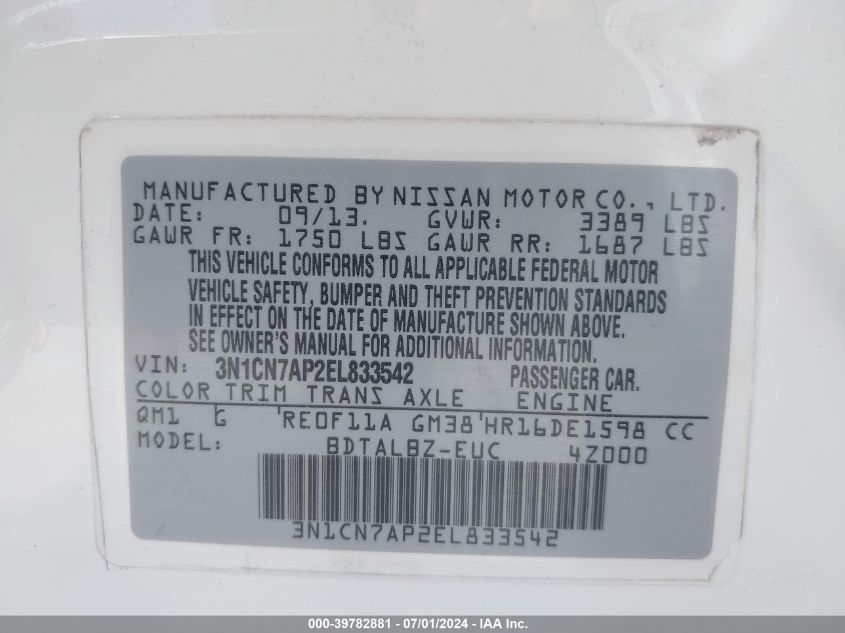 MANUFACTURED BY NISSAN MOTOR CO., LTD.
DATE: 09/13. GVWR: 3389 LBS
GAWR FR: 1750 LBS GAWR RR: 1687 LBS
THIS VEHICLE CONFORMS TO ALL APPLICABLE FEDERAL MOTOR
VEHICLE SAFETY, BUMPER AND THEFT PREVENTION STANDARDS
IN EFFECT ON THE DATE OF MANUFACTURE SHOWN ABOVE.
SEE OWNER'S MANUAL FOR ADDITIONAL INFORMATION.
VIN: 3N1CN7AP2EL833542 PASSENGER CAR.
COLOR TRIM TRANS AXLE ENGINE
QM1 G 'RE0F11A GM38'HR16DE1598 CC
MODEL: BDTALBZ-EUC 4Z000
3N1CN7AP2EL833542
000-39782881 - 07/01/2024 - IAA Inc.